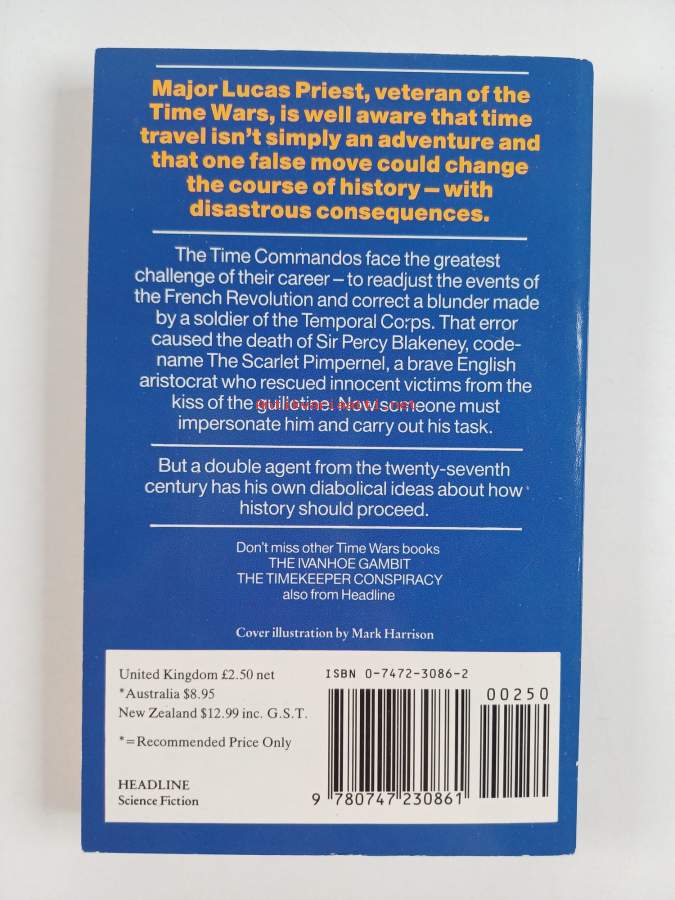 Major Lucas Priest, veteran of the
Time Wars, is well aware that time
travel isn't simply an adventure and
that one false move could change
the course of history – with
disastrous consequences.
The Time Commandos face the greatest
challenge of their career – to readjust the events of
the French Revolution and correct a blunder made
by a soldier of the Temporal Corps. That error
caused the death of Sir Percy Blakeney, code-
name The Scarlet Pimpernel, a brave English
aristocrat who rescued innocent victims from the
kiss of the guillotine. Now someone must
impersonate him and carry out his task.
But a double agent from the twenty-seventh
century has his own diabolical ideas about how
history should proceed.
Don't miss other Time Wars books
THE IVANHOE GAMBIT
THE TIMEKEEPER CONSPIRACY
also from Headline
Cover illustration by Mark Harrison
United Kingdom £2.50 net
*Australia $8.95
New Zealand $12.99 inc. G.S.T.
*=Recommended Price Only
HEADLINE
Science Fiction
ISBN 0-7472-3086-2
00250
9 780747 230861